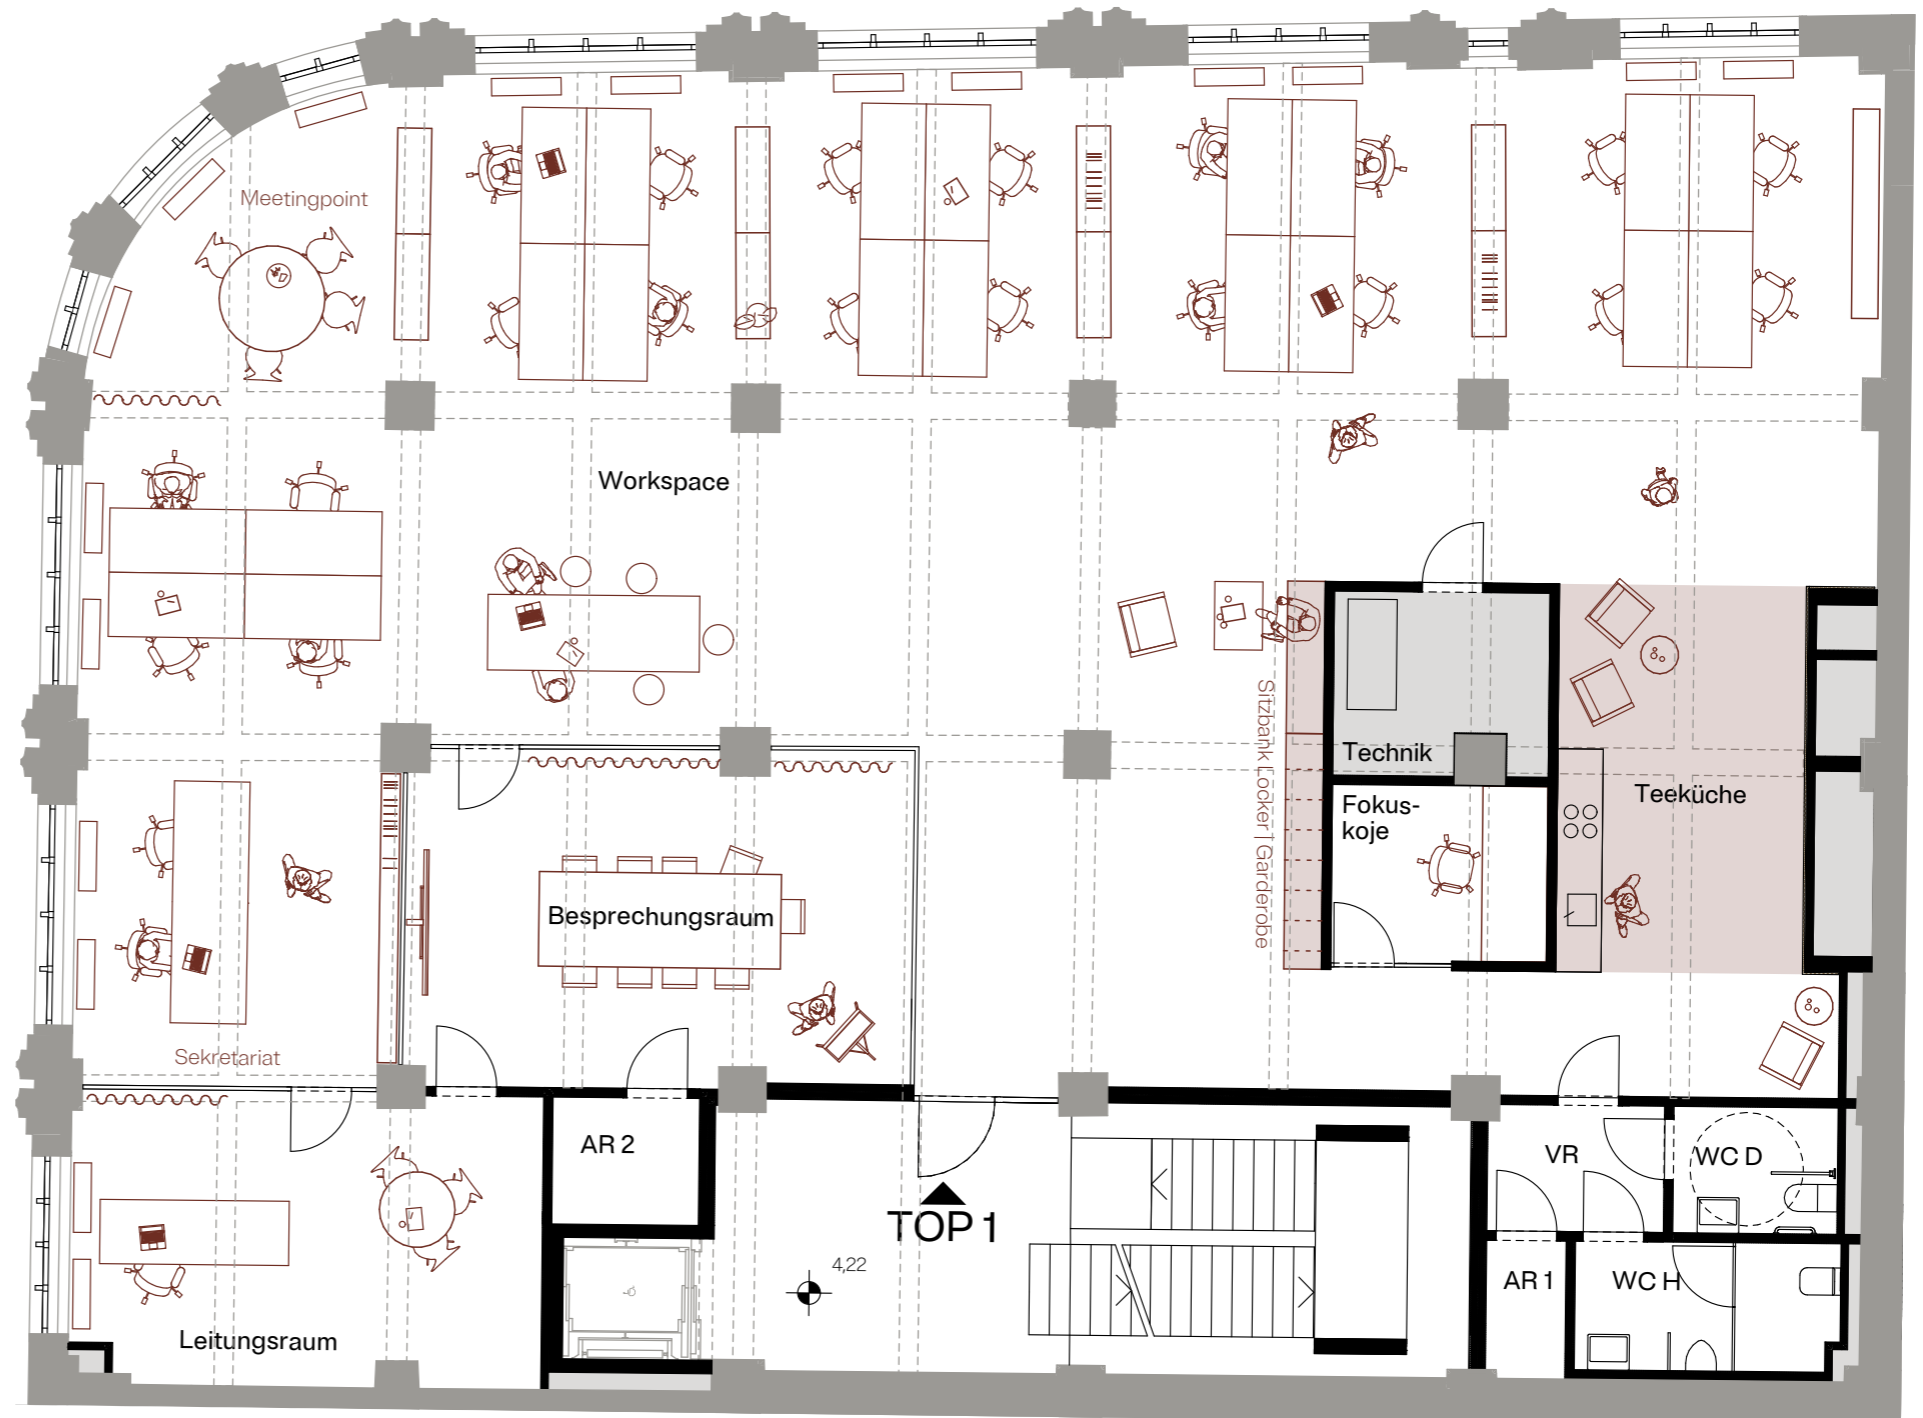 Meetingpoint
Workspace
Sitzbank Locker | Garderobe
Technik
Fokus-
koje
Teeküche
Besprechungsraum
Sekretariat
AR 2
VR
WC D
TOP 1
4,22
AR 1
WC H
Leitungsraum